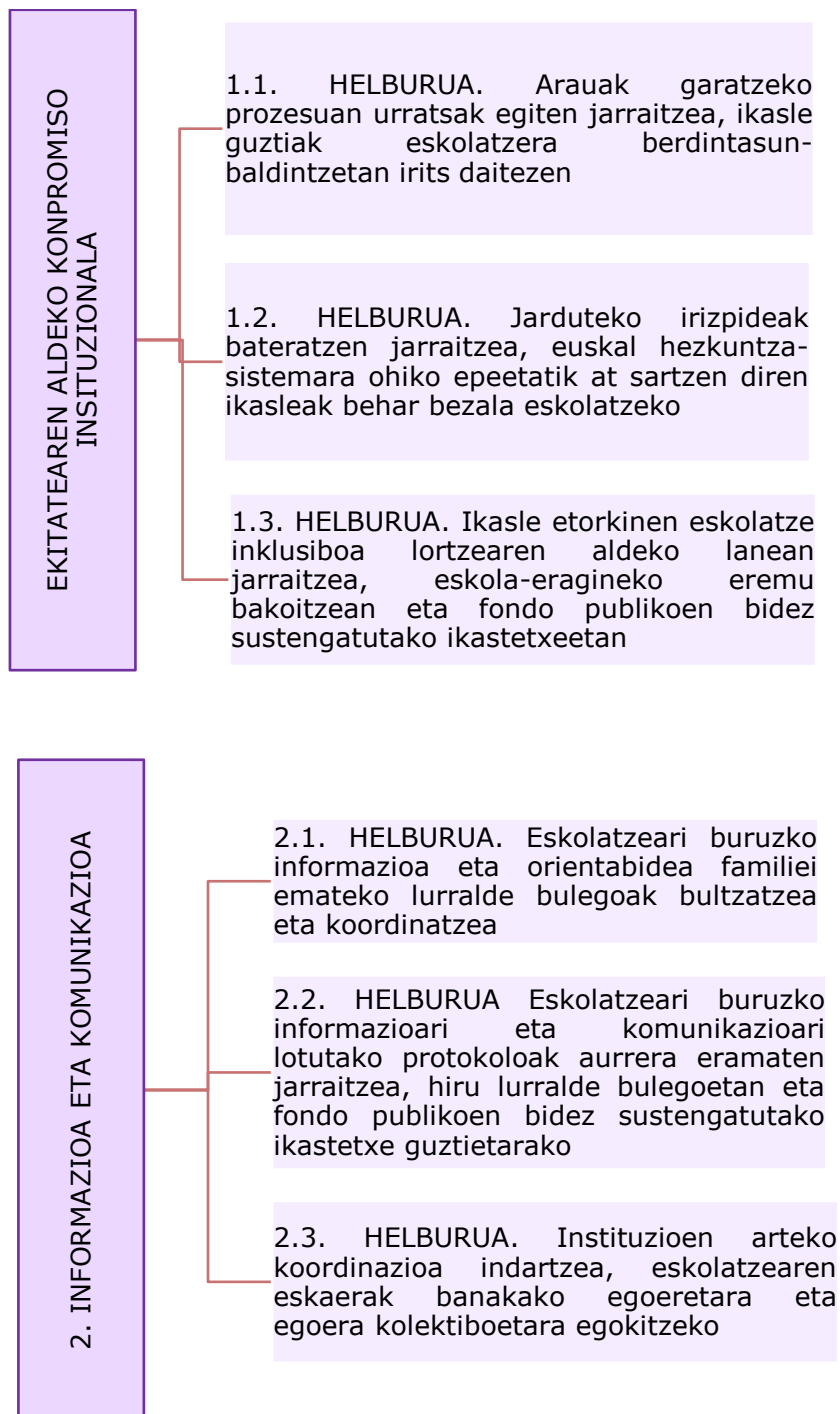 EKITATEAREN ALDEKO KONPROMISO
INSITUZIONALA
1.1. HELBURUA. Arauak garatzeko
prozesuan urratsak egiten jarraitzea, ikasle
guztiak eskolatzera berdintasun-
baldintzetan irits daitezen
1.2. HELBURUA. Jarduteko irizpideak
bateratzen jarraitzea, euskal hezkuntza-
sistemara ohiko epeetatik at sartzen diren
ikasleak behar bezala eskolatzeko
1.3. HELBURUA. Ikasle etorkinen eskolatze
inklusiboa lortzearen aldeko lanean
jarraitzea, eskola-eragineko eremu
bakoitzean eta fondo publikoen bidez
sustengatutako ikastetxeetan
2. INFORMAZIOA ETA KOMUNIKAZIOA
2.1. HELBURUA. Eskolatzeari buruzko
informazioa eta orientabidea familiei
emateko lurralde bulegoak bultzatzea
eta koordinatzea
2.2. HELBURUA Eskolatzeari buruzko
informazioari eta komunikazioari
lotutako protokoloak aurrera eramaten
jarraitzea, hiru lurralde bulegoetan eta
fondo publikoen bidez sustengatutako
ikastetxe guztietarako
2.3. HELBURUA. Instituzioen arteko
koordinazioa indartzea, eskolatzearen
eskaerak banakako egoeretara eta
egoera kolektiboetara egokitzeko